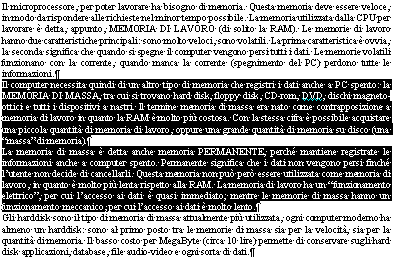 Il microprocessore, per poter lavorare ha bisogno di memoria. Questa memoria deve essere veloce,
in modo da rispondere alle richieste nel minor tempo possibile. La memoria utilizzata dalla CPU per
lavorare è detta, appunto, MEMORIA DI LAVORO (di solito la RAM). Le memorie di lavoro
hanno due caratteristiche principali: sono molto veloci, sono volatili. La prima caratteristica è ovvia,
la seconda significa che quando si spegne il computer vengono persi tutti i dati. Le memorie volatili
funzionano con la corrente, quando manca la corrente (spegnimento del PC) perdono tutte le
informazioni.¶
Il computer necessita quindi di un altro tipo di memoria che registri i dati anche a PC spento: la
MEMORIA DI MASSA, tra cui si trovano hard disk, floppy disk, CD-rom, DVD, dischi magneto-
ottici e tutti i dispositivi a nastri. Il termine memoria di massa era nato come contrapposizione a
memoria di lavoro in quanto la RAM è molto più costosa. Con la stessa cifra è possibile acquistare
una piccola quantità di memoria di lavoro, oppure una grande quantità di memoria su disco (una
"massa" di memoria).¶
La memoria di massa è detta anche memoria PERMANENTE, perché mantiene registrate le
informazioni anche a computer spento. Permanente significa che i dati non vengono persi finché
l'utente non decide di cancellarli. Questa memoria non può però essere utilizzata come memoria di
lavoro, in quanto è molto più lenta rispetto alla RAM. La memoria di lavoro ha un "funzionamento
elettrico", per cui l'accesso ai dati è quasi immediato, mentre le memorie di massa hanno un
funzionamento meccanico, per cui l'accesso ai dati è molto lento.¶
Gli hard disk sono il tipo di memoria di massa attualmente più utilizzata, ogni computer moderno ha
almeno un hard disk: sono al primo posto tra le memorie di massa sia per la velocità, sia per la
quantità di memoria. Il basso costo per MegaByte (circa 10 lire) permette di conservare sugli hard
disk applicazioni, database, file audio-video e ogni sorta di dati.¶